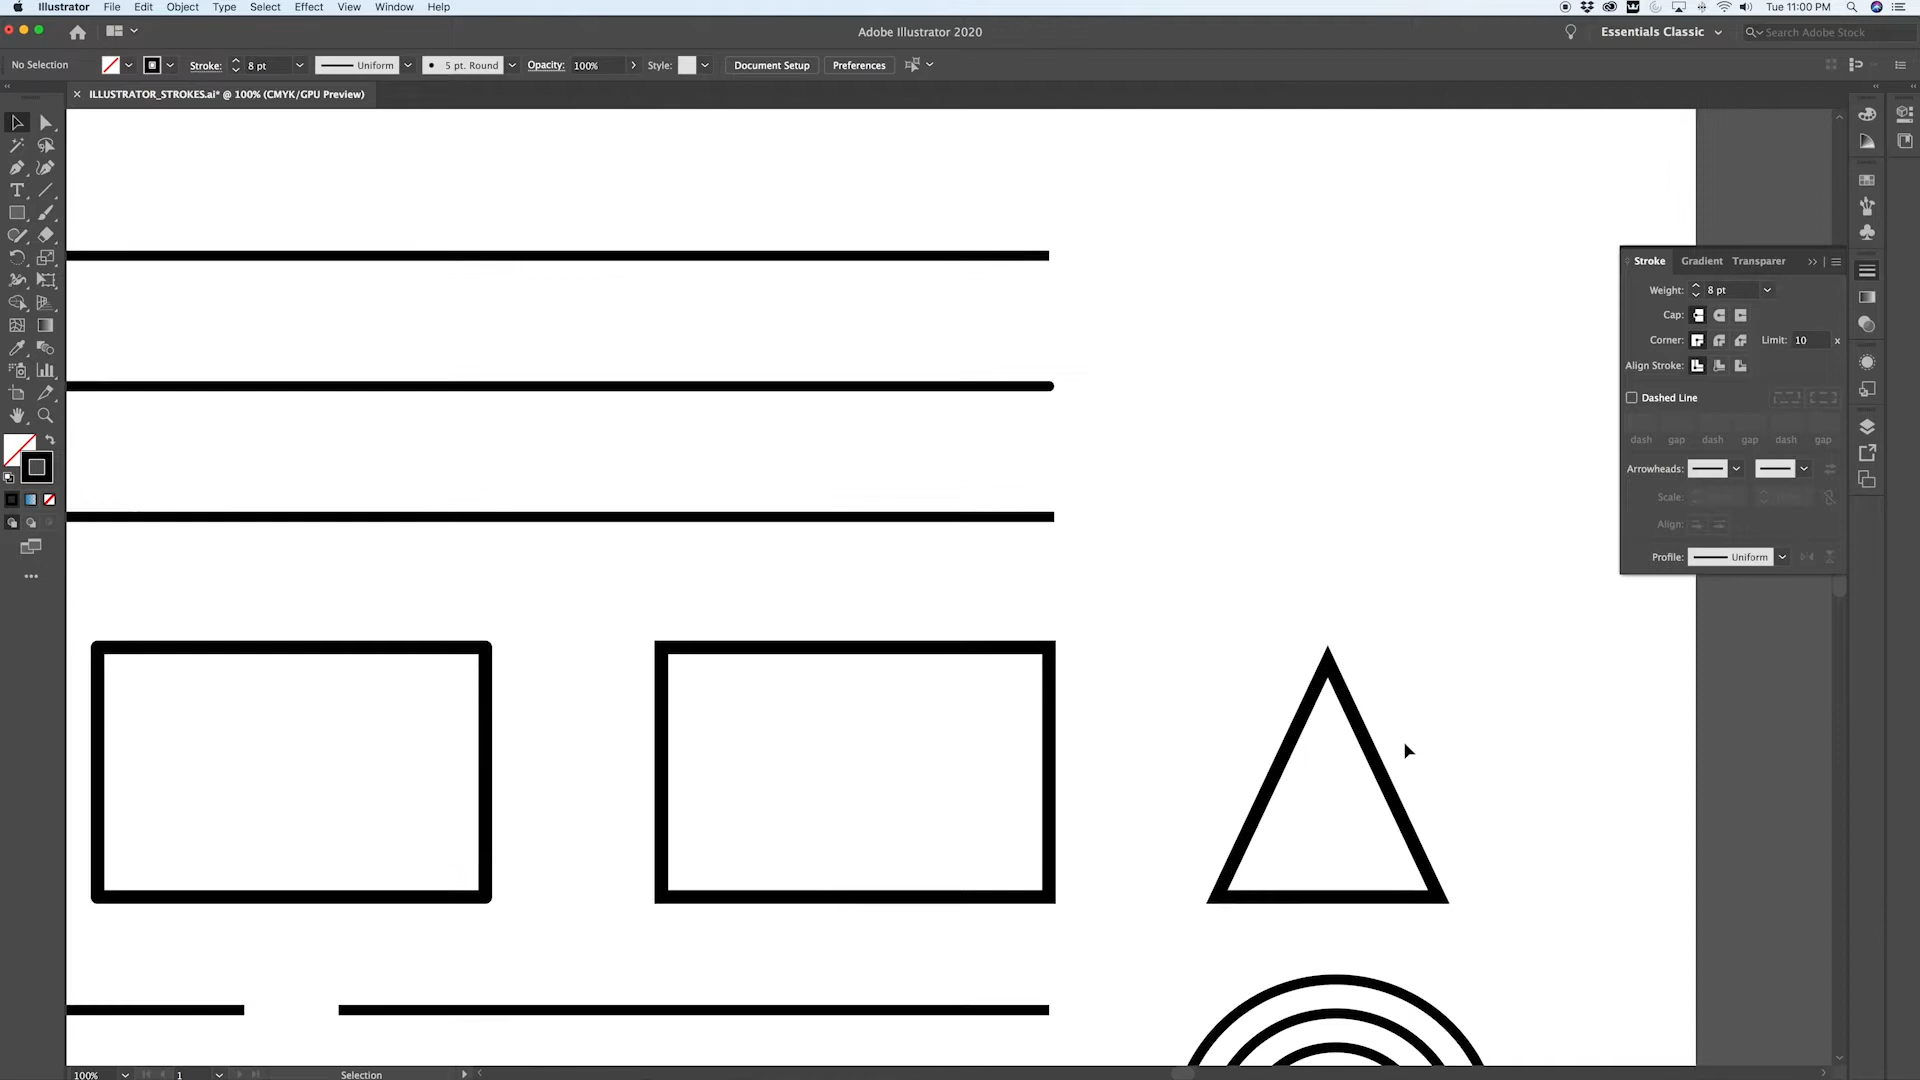 Illustrator File Edit Object Type Select Effect View Window Help Tue 11:00 PM
Adobe Illustrator 2020 Essentials Classic Search Adobe Stock
No Selection Stroke: 8 pt Uniform 5 pt. Round Opacity: 100% Style: Document Setup Preferences
ILLUSTRATOR_STROKES.ai* @ 100% (CMYK/GPU Preview)
Stroke Gradient Transparer
Weight: 8 pt
Cap:
Corner: Limit: 10 x
Align Stroke:
Dashed Line
dash gap dash gap dash gap
Arrowheads:
Scale:
Align:
Profile: Uniform
100% 1 Selection